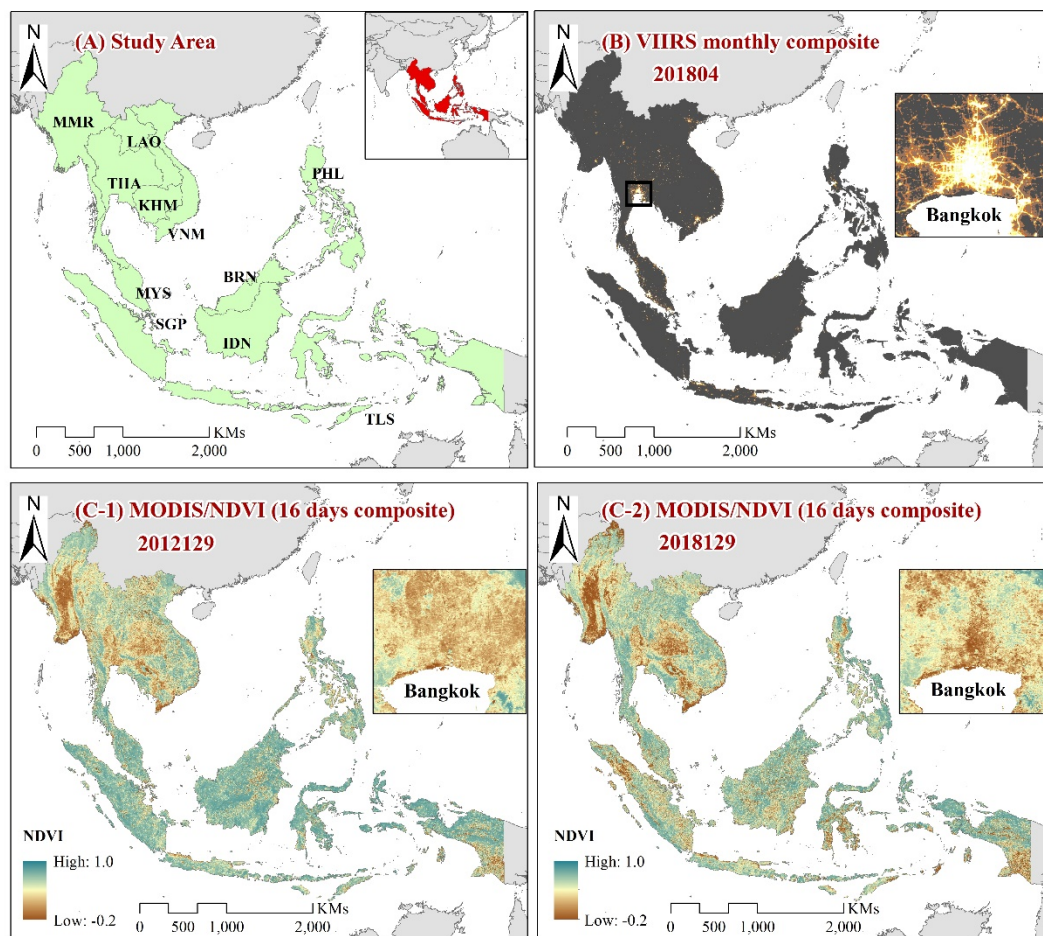 N
(A) Study Area
MMR
LAO
THA
KHM
VNM
PHL
BRN
MYS
SGP
IDN
TLS
KMs
0 500 1,000 2,000
N
(B) VIIRS monthly composite
201804
Bangkok
KMs
0 500 1,000 2,000
N
(C-1) MODIS/NDVI (16 days composite)
2012129
Bangkok
NDVI
High: 1.0
Low: -0.2
KMs
0 500 1,000 2,000
N
(C-2) MODIS/NDVI (16 days composite)
2018129
Bangkok
NDVI
High: 1.0
Low: -0.2
KMs
0 500 1,000 2,000